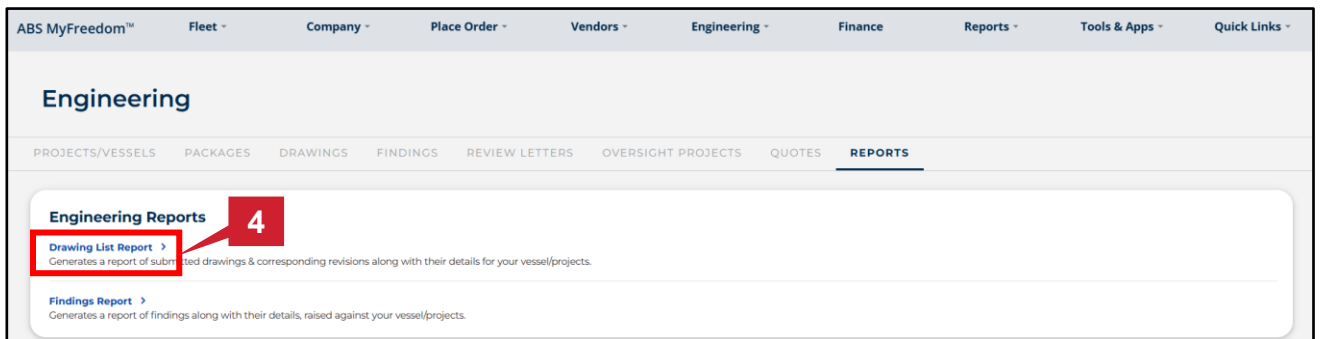 ABS MyFreedom™ Fleet Company Place Order Vendors Engineering Finance Reports Tools & Apps Quick Links
Engineering
PROJECTS/VESSELS PACKAGES DRAWINGS FINDINGS REVIEW LETTERS OVERSIGHT PROJECTS QUOTES REPORTS
Engineering Reports
4
Drawing List Report >
Generates a report of submitted drawings & corresponding revisions along with their details for your vessel/projects.
Findings Report >
Generates a report of findings along with their details, raised against your vessel/projects.